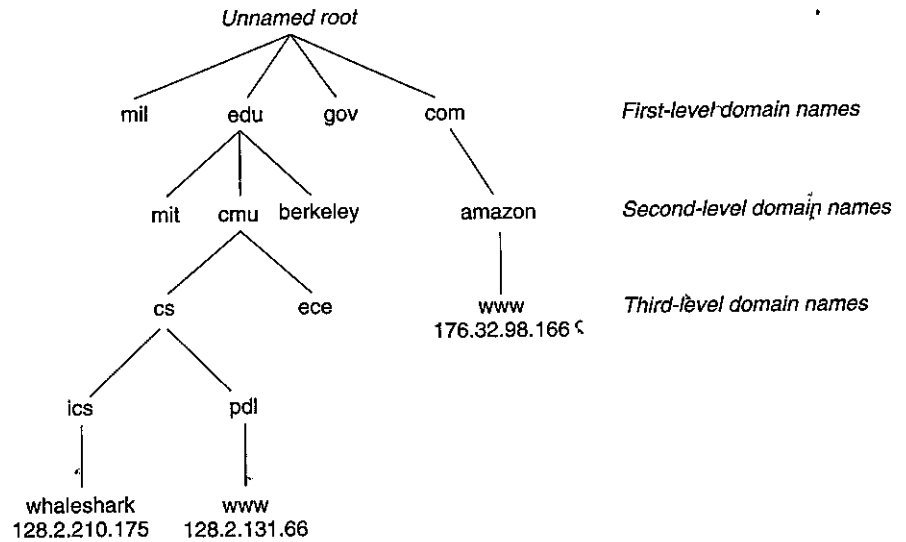 Unnamed root
mil edu gov com First-level domain names
mit cmu berkeley amazon Second-level domain names
cs ece www Third-level domain names
176.32.98.166
ics pdl
whaleshark www
128.2.210.175 128.2.131.66